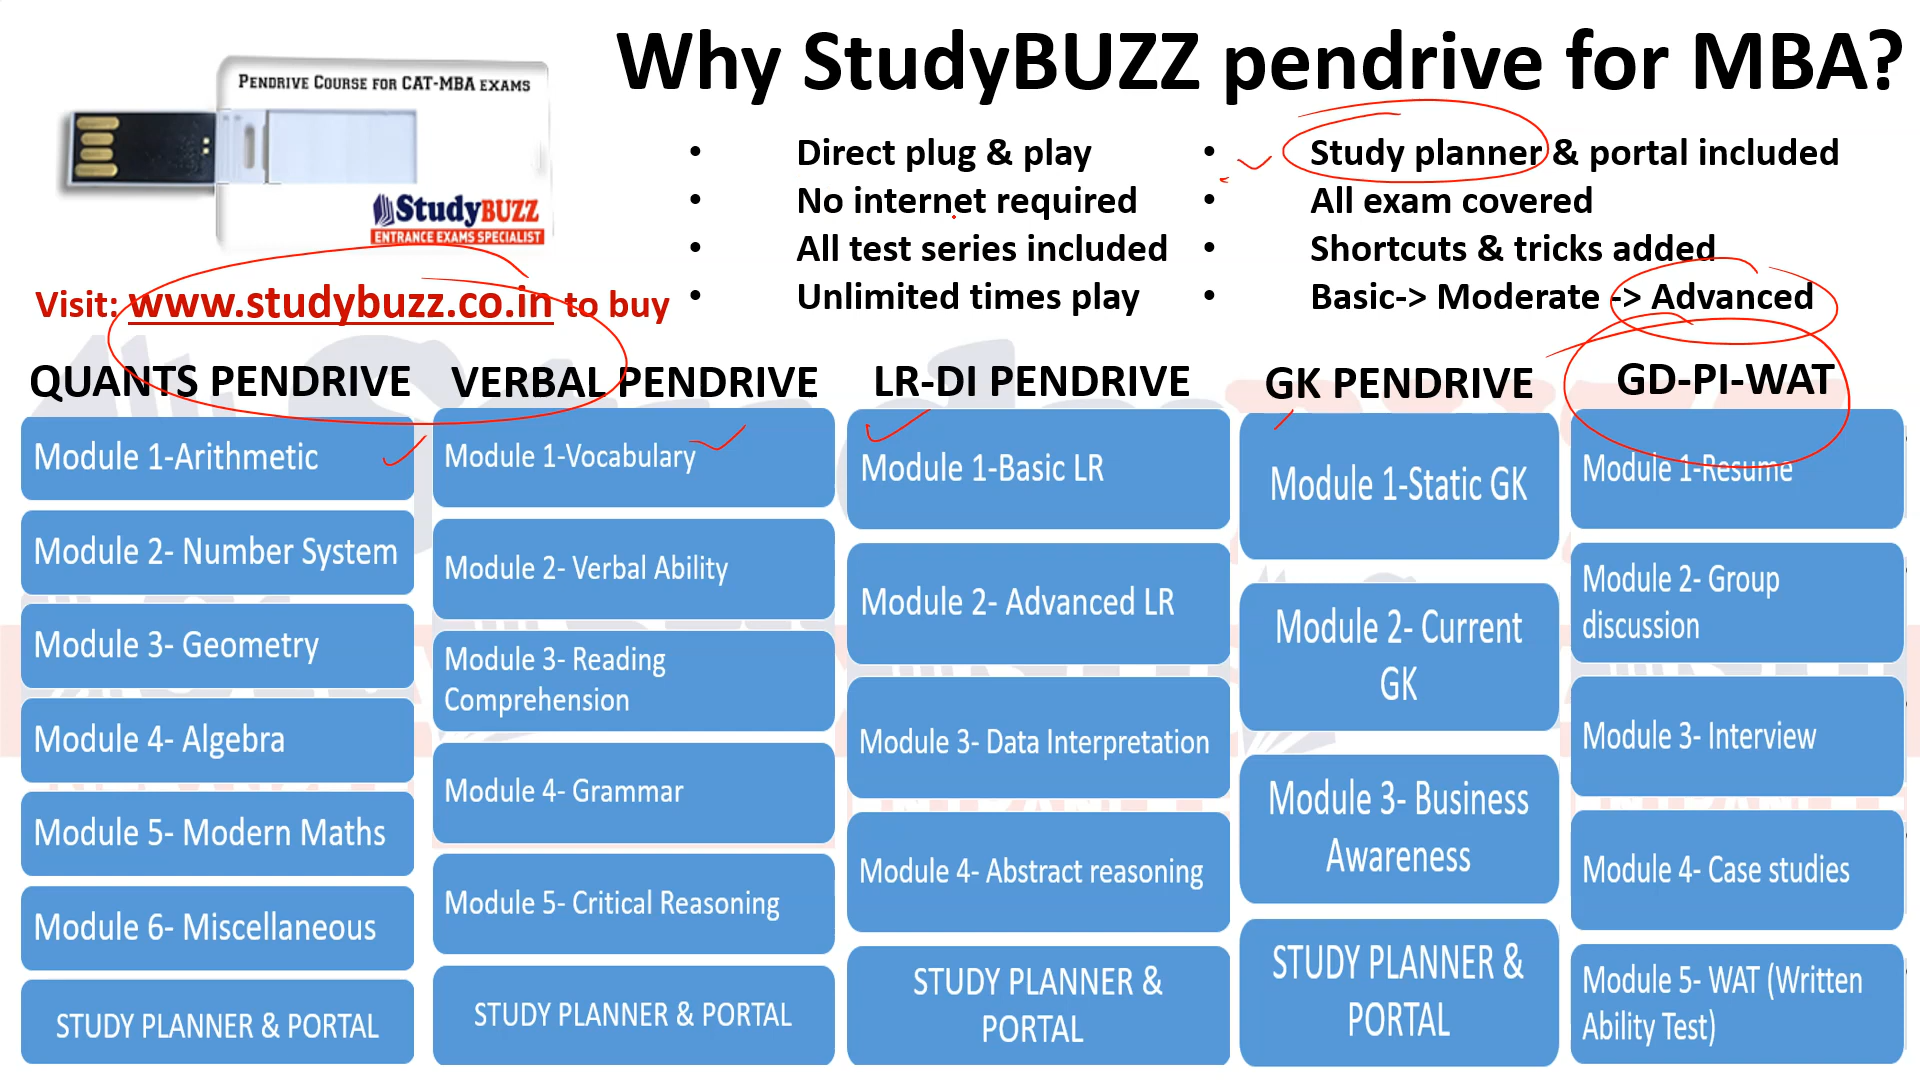 Why StudyBUZZ pendrive for MBA?
PENDRIVE COURSE FOR CAT-MBA EXAMS
StudyBUZZ
ENTRANCE EXAMS SPECIALIST
Visit: www.studybuzz.co.in to buy
• Direct plug & play
• No internet required
• All test series included
• Unlimited times play
• Study planner & portal included
• All exam covered
• Shortcuts & tricks added
• Basic-> Moderate -> Advanced
QUANTS PENDRIVE
Module 1-Arithmetic
Module 2- Number System
Module 3- Geometry
Module 4- Algebra
Module 5- Modern Maths
Module 6- Miscellaneous
STUDY PLANNER & PORTAL
VERBAL PENDRIVE
Module 1-Vocabulary
Module 2- Verbal Ability
Module 3- Reading
Comprehension
Module 4- Grammar
Module 5- Critical Reasoning
STUDY PLANNER & PORTAL
LR-DI PENDRIVE
Module 1-Basic LR
Module 2- Advanced LR
Module 3- Data Interpretation
Module 4- Abstract reasoning
STUDY PLANNER &
PORTAL
GK PENDRIVE
Module 1-Static GK
Module 2- Current
GK
Module 3- Business
Awareness
STUDY PLANNER &
PORTAL
GD-PI-WAT
Module 1-Resume
Module 2- Group
discussion
Module 3- Interview
Module 4- Case studies
Module 5- WAT (Written
Ability Test)